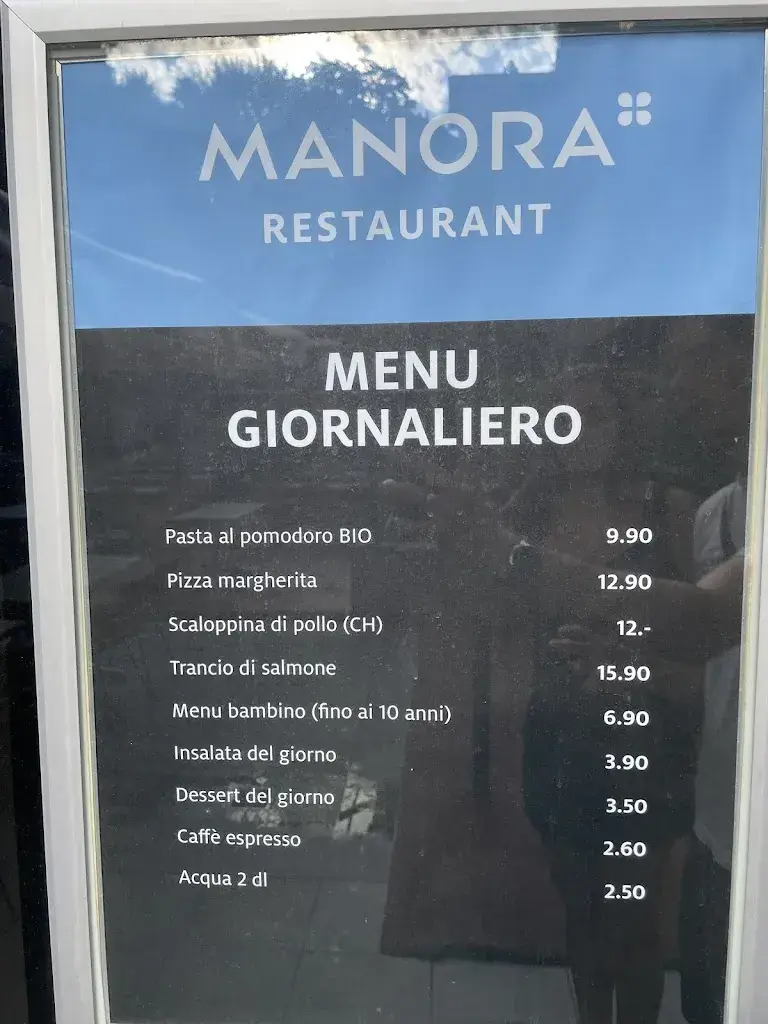 MANORA
RESTAURANT
MENU
GIORNALIERO
Pasta al pomodoro BIO 9.90
Pizza margherita 12.90
Scaloppina di pollo (CH) 12.-
Trancio di salmone 15.90
Menu bambino (fino ai 10 anni) 6.90
Insalata del giorno 3.90
Dessert del giorno 3.50
Caffè espresso 2.60
Acqua 2 dl 2.50